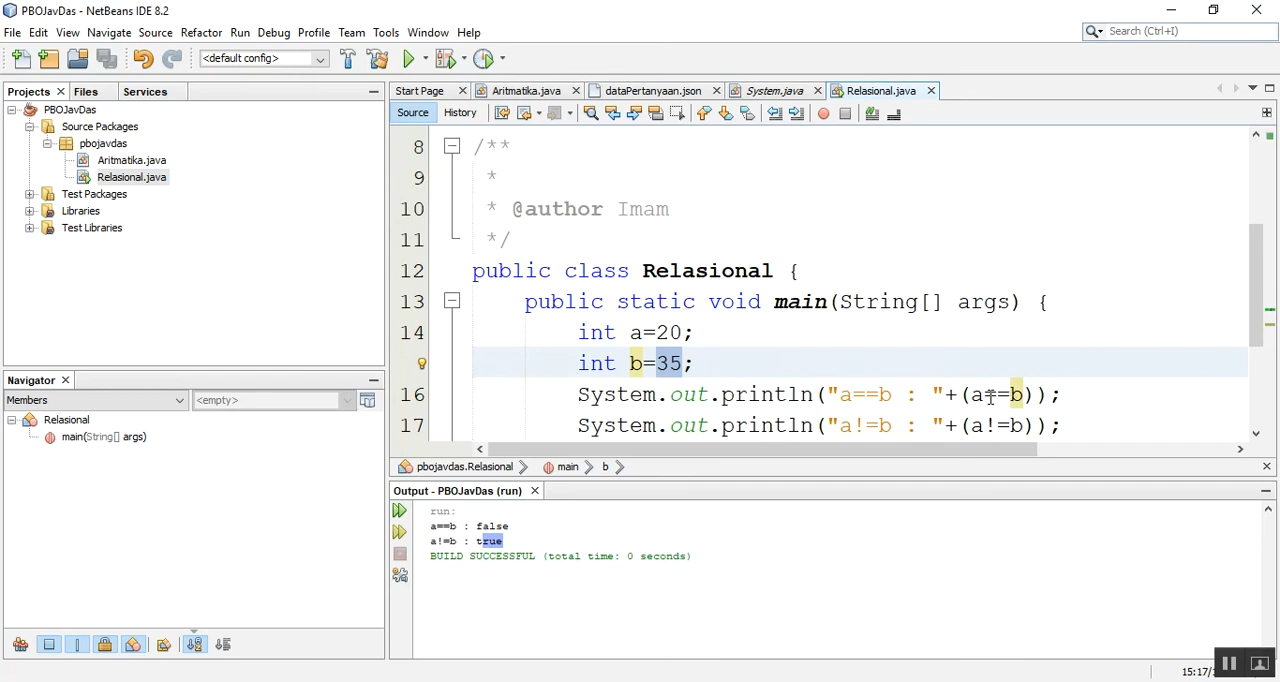 PBOJavDas - NetBeans IDE 8.2
File Edit View Navigate Source Refactor Run Debug Profile Team Tools Window Help
Search (Ctrl+I)
<default config>
Projects Files Services
Start Page Aritmatika.java dataPertanyaan.json System.java Relasional.java
Source History
PBOJavDas
Source Packages
pbojavdas
Aritmatika.java
Relasional.java
Test Packages
Libraries
Test Libraries
8 /**
9 *
10 * @author Imam
11 */
12 public class Relasional {
13 public static void main(String[] args) {
14 int a=20;
int b=35;
16 System.out.println("a==b : "+(a==b));
17 System.out.println("a!=b : "+(a!=b));
pbojavdas.Relasional main b
Navigator
Members <empty>
Relasional
main(String[] args)
Output - PBOJavDas (run)
run:
a==b : false
a!=b : true
BUILD SUCCESSFUL (total time: 0 seconds)
15:17/